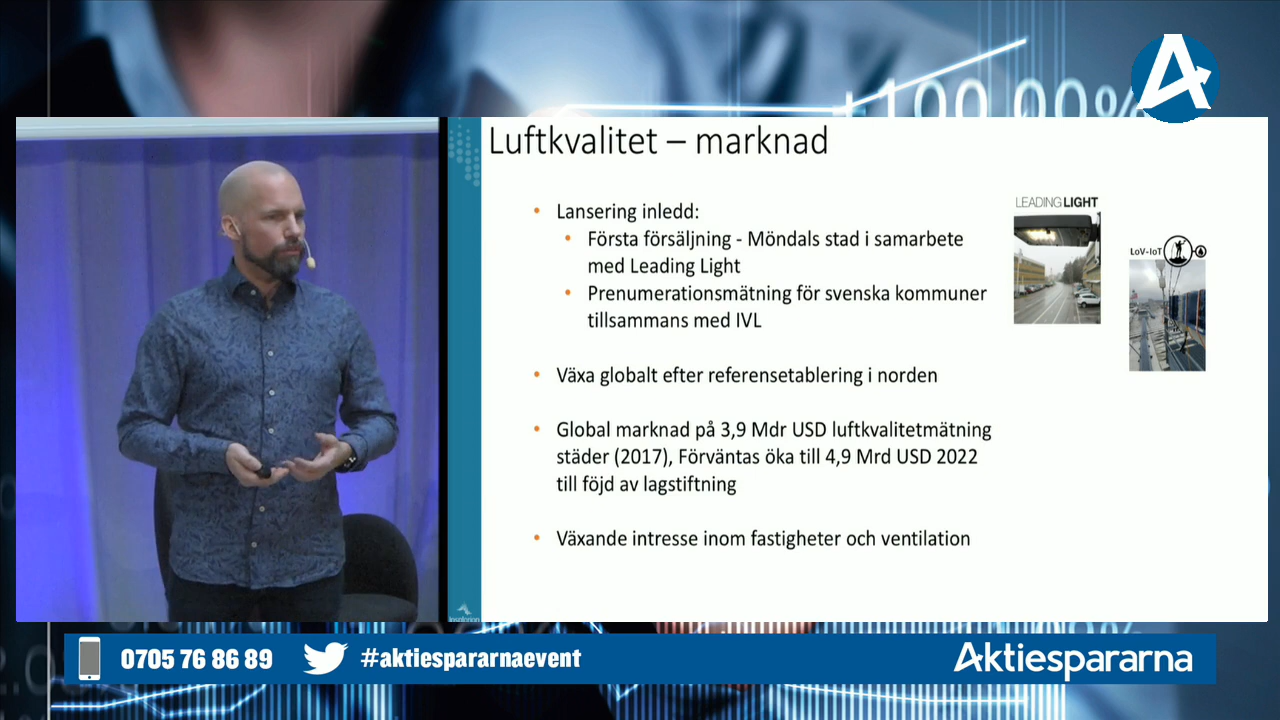 +100,00%
Luftkvalitet – marknad
• Lansering inledd:
• Första försäljning - Möndals stad i samarbete
med Leading Light
• Prenumerationsmätning för svenska kommuner
tillsammans med IVL
• Växa globalt efter referensetablering i norden
• Global marknad på 3,9 Mdr USD luftkvalitetmätning
städer (2017), Förväntas öka till 4,9 Mrd USD 2022
till följd av lagstiftning
• Växande intresse inom fastigheter och ventilation
LEADING LIGHT
LoV-IoT
Insplorion
0705 76 86 89
#aktiespararnaevent
Aktiespararna